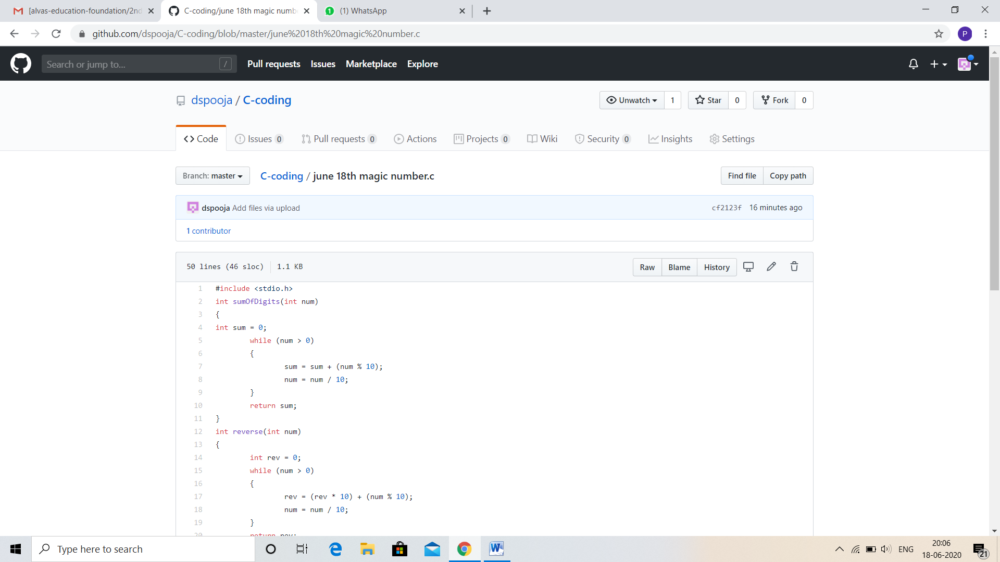 [alvas-education-foundation/2nd
C-coding/june 18th magic numb
(1) WhatsApp
github.com/dspooja/C-coding/blob/master/june%2018th%20magic%20number.c
P
Search or jump to...
/
Pull requests
Issues
Marketplace
Explore
dspooja / C-coding
Unwatch 1
Star 0
Fork 0
Code
Issues 0
Pull requests 0
Actions
Projects 0
Wiki
Security 0
Insights
Settings
Branch: master
C-coding / june 18th magic number.c
Find file
Copy path
dspooja Add files via upload
cf2123f 16 minutes ago
1 contributor
50 lines (46 sloc) 1.1 KB
Raw
Blame
History
1 #include <stdio.h>
2 int sumOfDigits(int num)
3 {
4 int sum = 0;
5 while (num > 0)
6 {
7 sum = sum + (num % 10);
8 num = num / 10;
9 }
10 return sum;
11 }
12 int reverse(int num)
13 {
14 int rev = 0;
15 while (num > 0)
16 {
17 rev = (rev * 10) + (num % 10);
18 num = num / 10;
19 }
20 return rev;
Type here to search
ENG
20:06
18-06-2020
21